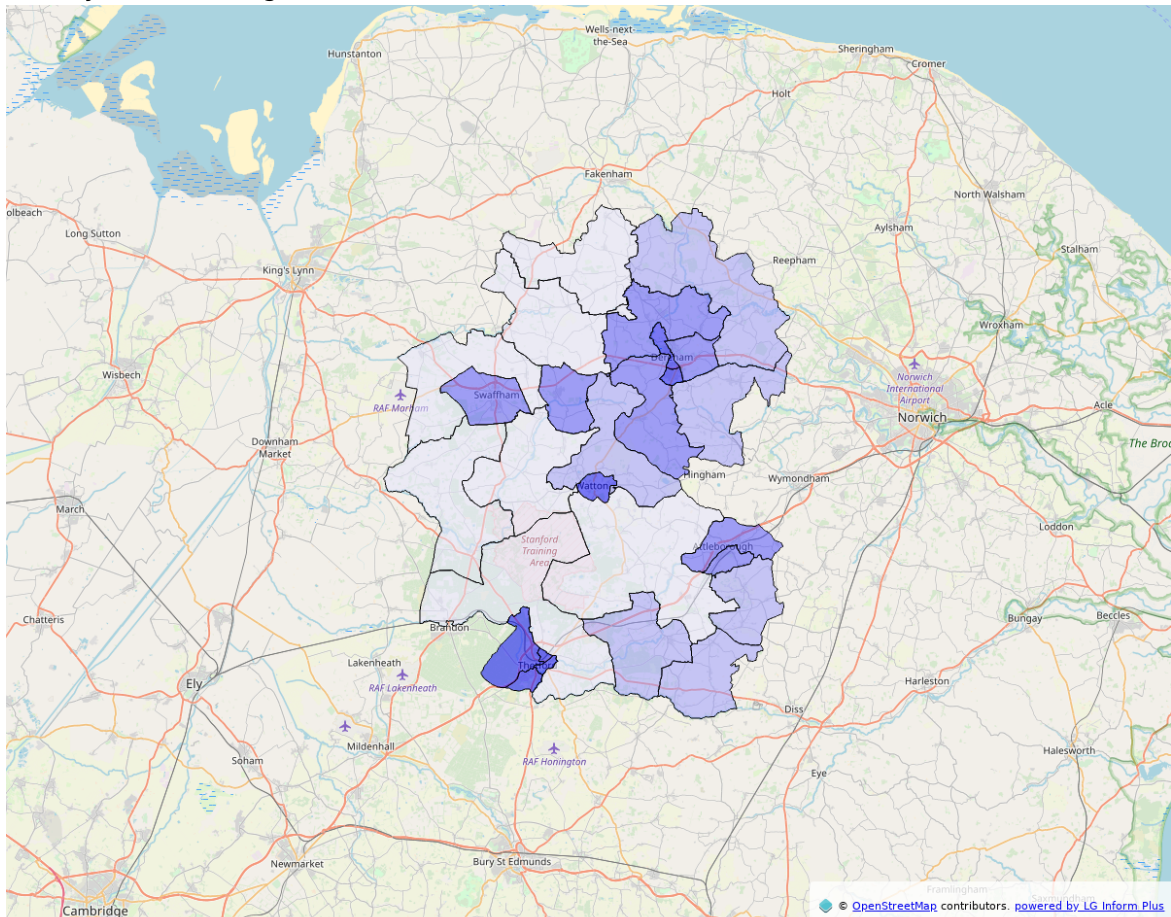 Wells-next-
the-Sea
Hunstanton
Sheringham
Cromer
Holt
Fakenham
North Walsham
Long Sutton
Aylsham
Stalham
Reepham
King's Lynn
Wroxham
Wisbech
Dereham
Norwich
International
Airport
RAF Marham
Swaffham
Acle
Norwich
Downham
Market
The Bro
Hingham
Wymondham
Watton
March
Loddon
Stanford
Training
Area
Attleborough
Chatteris
Bungay
Beccles
Brandon
Lakenheath
Ely
RAF Lakenheath
Harleston
Diss
Mildenhall
RAF Honington
Halesworth
Soham
Eye
Newmarket
Bury St Edmunds
Framlingham
Cambridge
© OpenStreetMap contributors. powered by LG Inform Plus